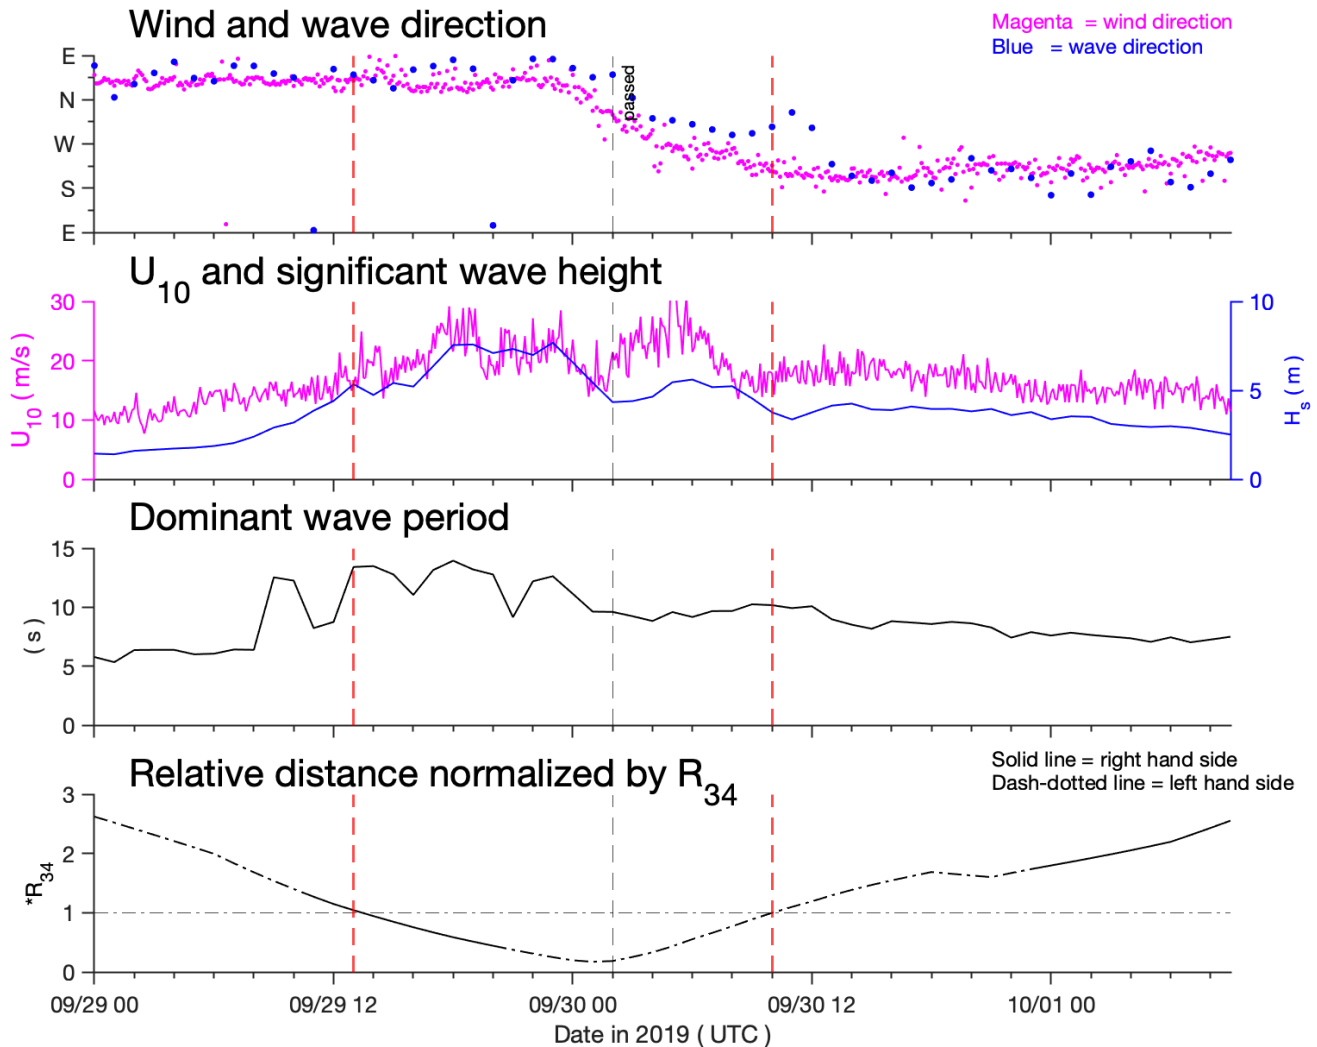 Wind and wave direction
Magenta = wind direction
Blue = wave direction
E
N
W
S
E
passed
U10 and significant wave height
30
20
10
0
U10 ( m/s )
10
5
0
Hs ( m )
Dominant wave period
15
10
5
0
( s )
Relative distance normalized by R34
Solid line = right hand side
Dash-dotted line = left hand side
3
2
1
0
*R34
09/29 00
09/29 12
09/30 00
09/30 12
10/01 00
Date in 2019 ( UTC )